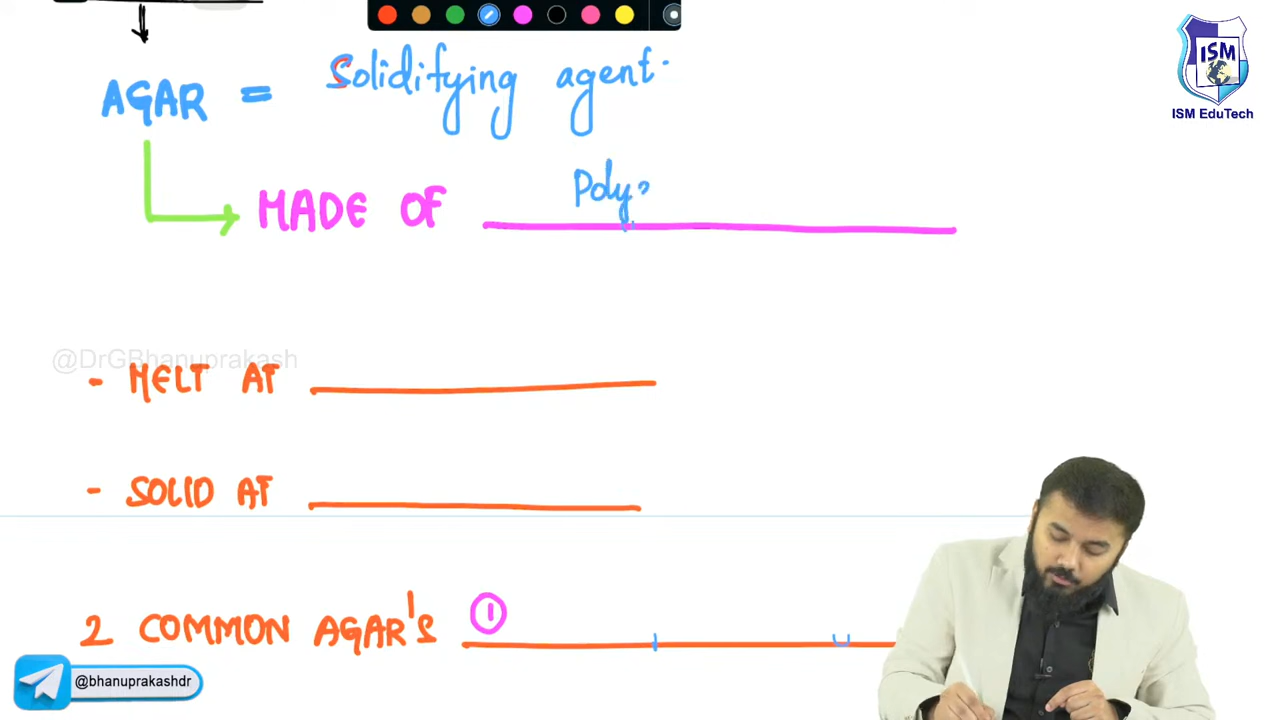 ISM
ISM EduTech
AGAR = Solidifying agent.
MADE OF Poly
@DrGBhanuprakash
- MELT AT
- SOLID AT
2 COMMON AGAR'S ①
@bhanuprakashdr